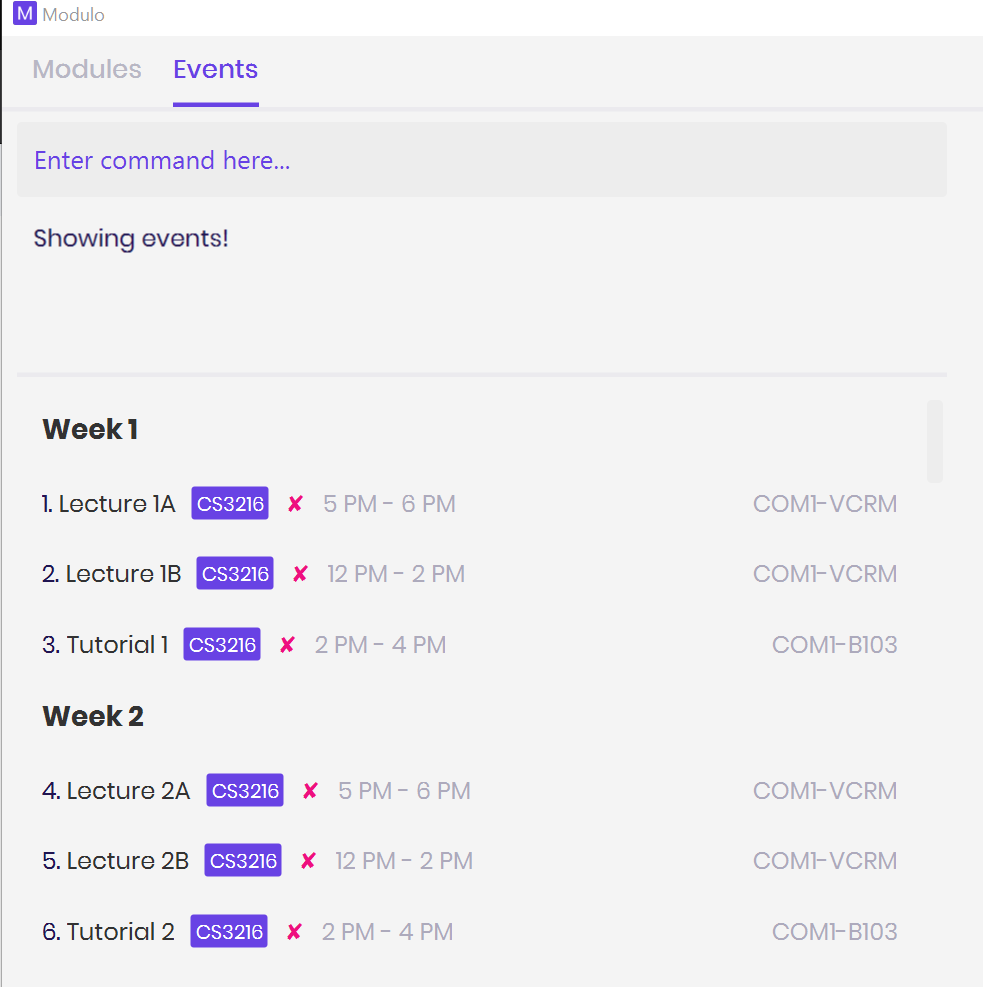 M Modulo
Modules Events
Enter command here...
Showing events!
Week 1
1. Lecture 1A CS3216 ✘ 5 PM - 6 PM COM1-VCRM
2. Lecture 1B CS3216 ✘ 12 PM - 2 PM COM1-VCRM
3. Tutorial 1 CS3216 ✘ 2 PM - 4 PM COM1-B103
Week 2
4. Lecture 2A CS3216 ✘ 5 PM - 6 PM COM1-VCRM
5. Lecture 2B CS3216 ✘ 12 PM - 2 PM COM1-VCRM
6. Tutorial 2 CS3216 ✘ 2 PM - 4 PM COM1-B103